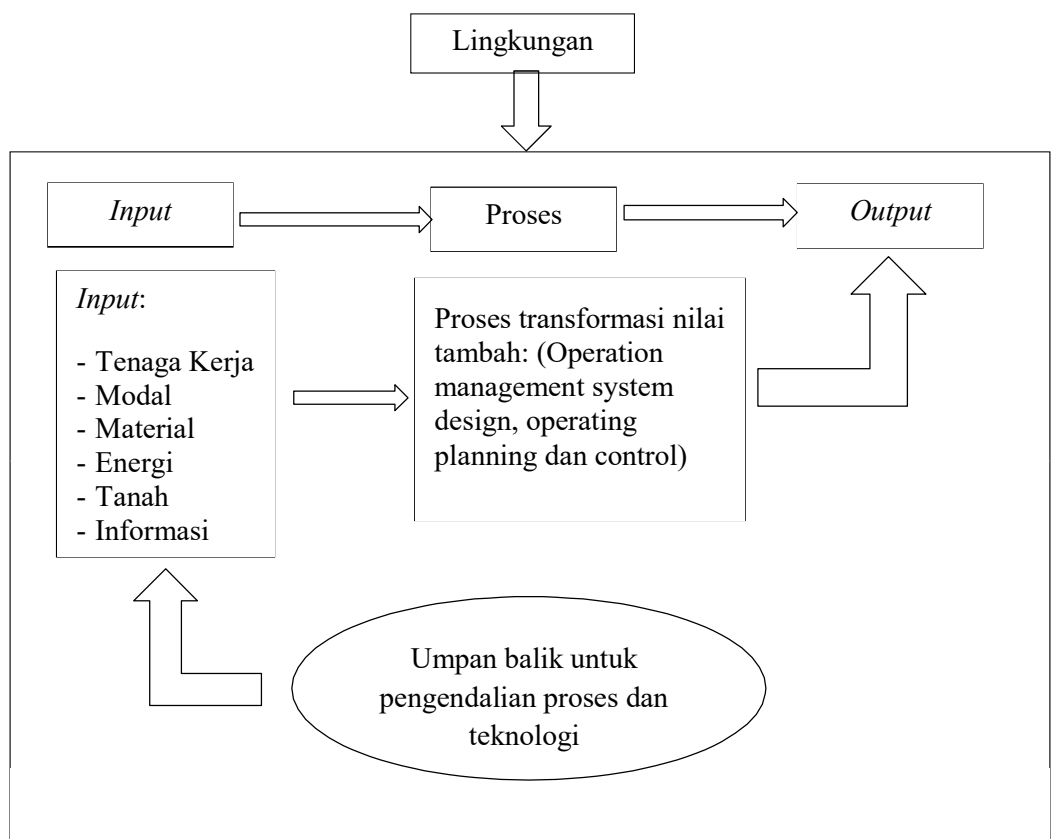 Lingkungan
Input
Proses
Output
Input:
- Tenaga Kerja
- Modal
- Material
- Energi
- Tanah
- Informasi
Proses transformasi nilai
tambah: (Operation
management system
design, operating
planning dan control)
Umpan balik untuk
pengendalian proses dan
teknologi